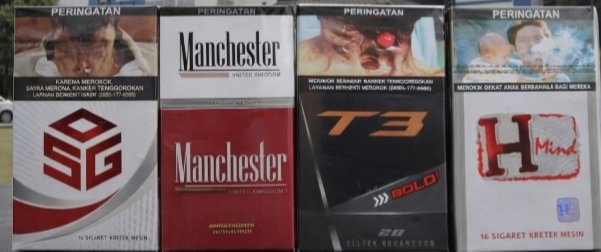 PERINGATAN
KARENA MEROKOK
SAYA MERONA, KANKER TENGGOROKAN
LAYANAN BERHENTI MEROKOK (0800-177-6565)
OSG
16 SIGARET KRETEK MESIN
PERINGATAN
Manchester
UNITED KINGDOM
Manchester
UNITED KINGDOM
PERINGATAN
MEROKOK SEBABKAN KANKER TENGGOROKAN
LAYANAN BERHENTI MEROKOK (0800-177-6565)
T3
BOLD
20
PERINGATAN
MEROKOK DEKAT ANAK BERBAHAYA BAGI MEREKA
H
Mind
16 SIGARET KRETEK MESIN